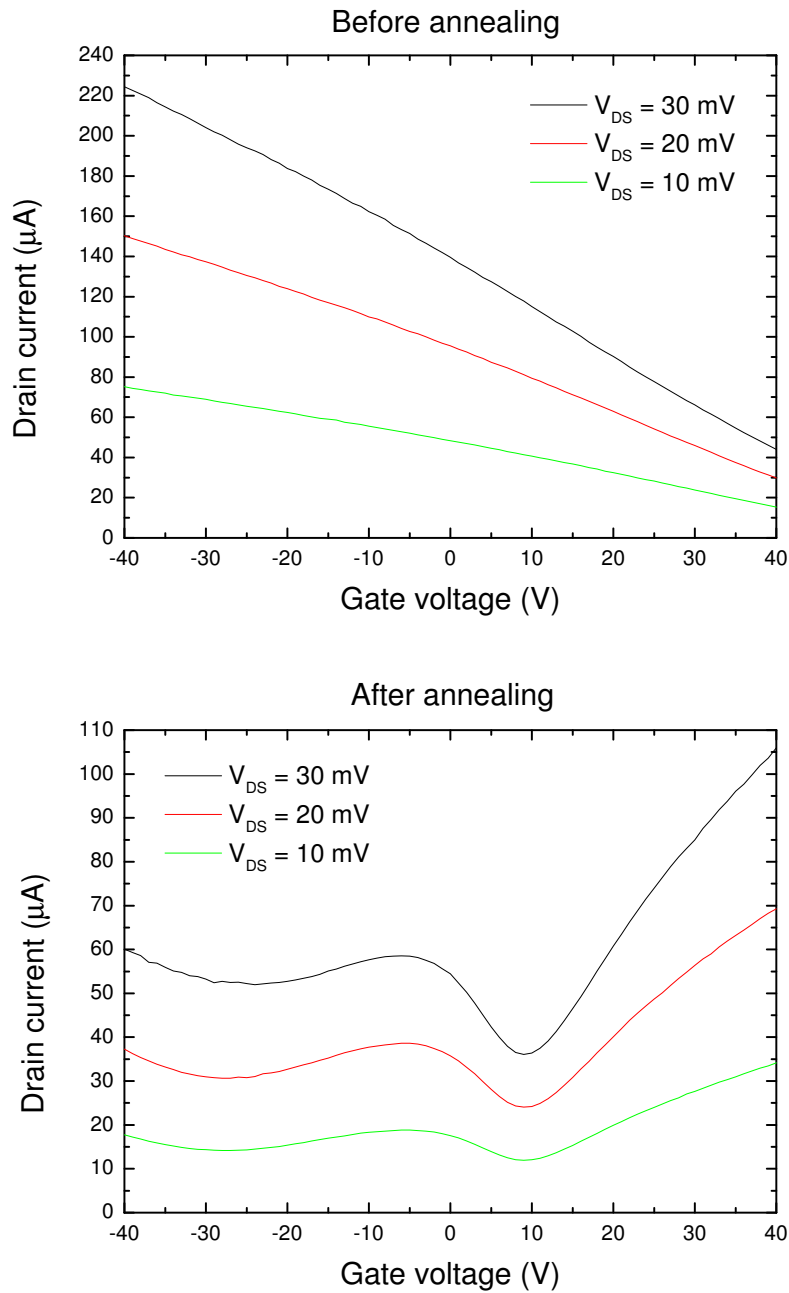 Before annealing
240
220
200
180
160
140
120
100
80
60
40
20
0
Drain current (μA)
V_DS = 30 mV
V_DS = 20 mV
V_DS = 10 mV
-40 -30 -20 -10 0 10 20 30 40
Gate voltage (V)
After annealing
110
100
90
80
70
60
50
40
30
20
10
0
Drain current (μA)
V_DS = 30 mV
V_DS = 20 mV
V_DS = 10 mV
-40 -30 -20 -10 0 10 20 30 40
Gate voltage (V)